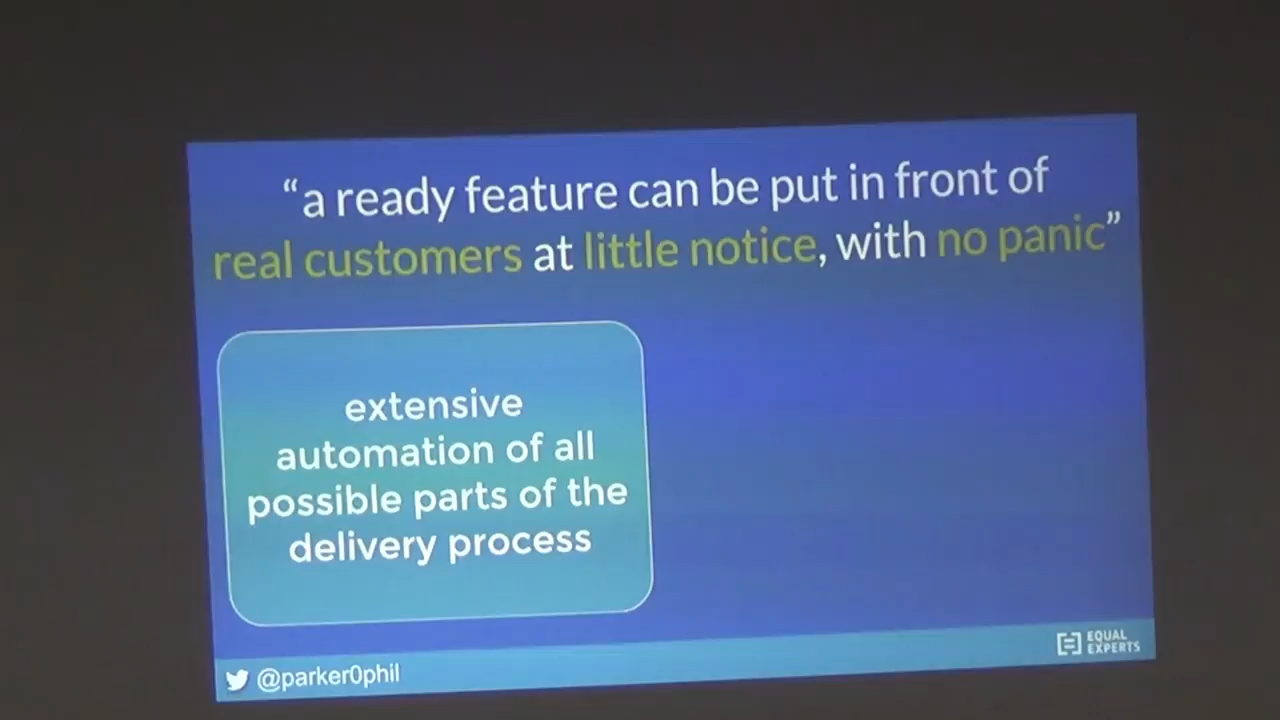 “a ready feature can be put in front of
real customers at little notice, with no panic”
extensive
automation of all
possible parts of the
delivery process
@parker0phil
EQUAL
EXPERTS